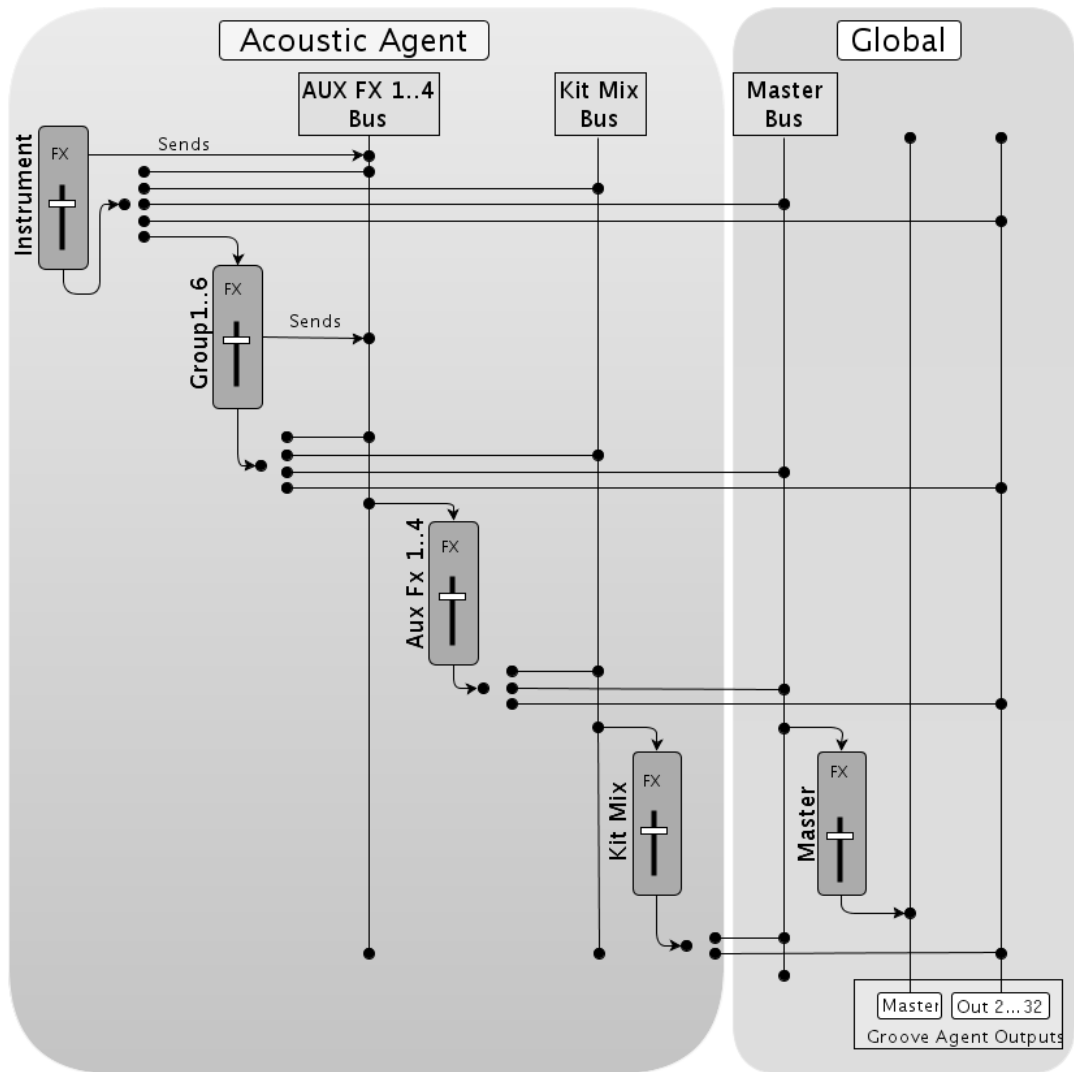 Acoustic Agent
Global
AUX FX 1..4
Bus
Kit Mix
Bus
Master
Bus
Instrument
FX
Sends
Group1..6
FX
Sends
Aux Fx 1..4
FX
Kit Mix
FX
Master
FX
Master
Out 2...32
Groove Agent Outputs